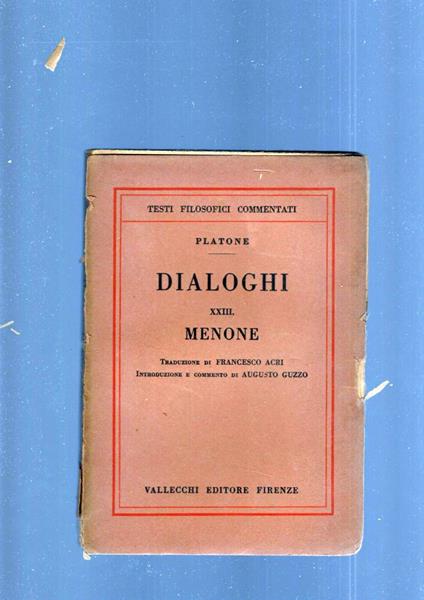 TESTI FILOSOFICI COMMENTATI
PLATONE
DIALOGHI
XXIII.
MENONE
Traduzione di FRANCESCO ACRI
Introduzione e commento di AUGUSTO GUZZO
VALLECCHI EDITORE FIRENZE